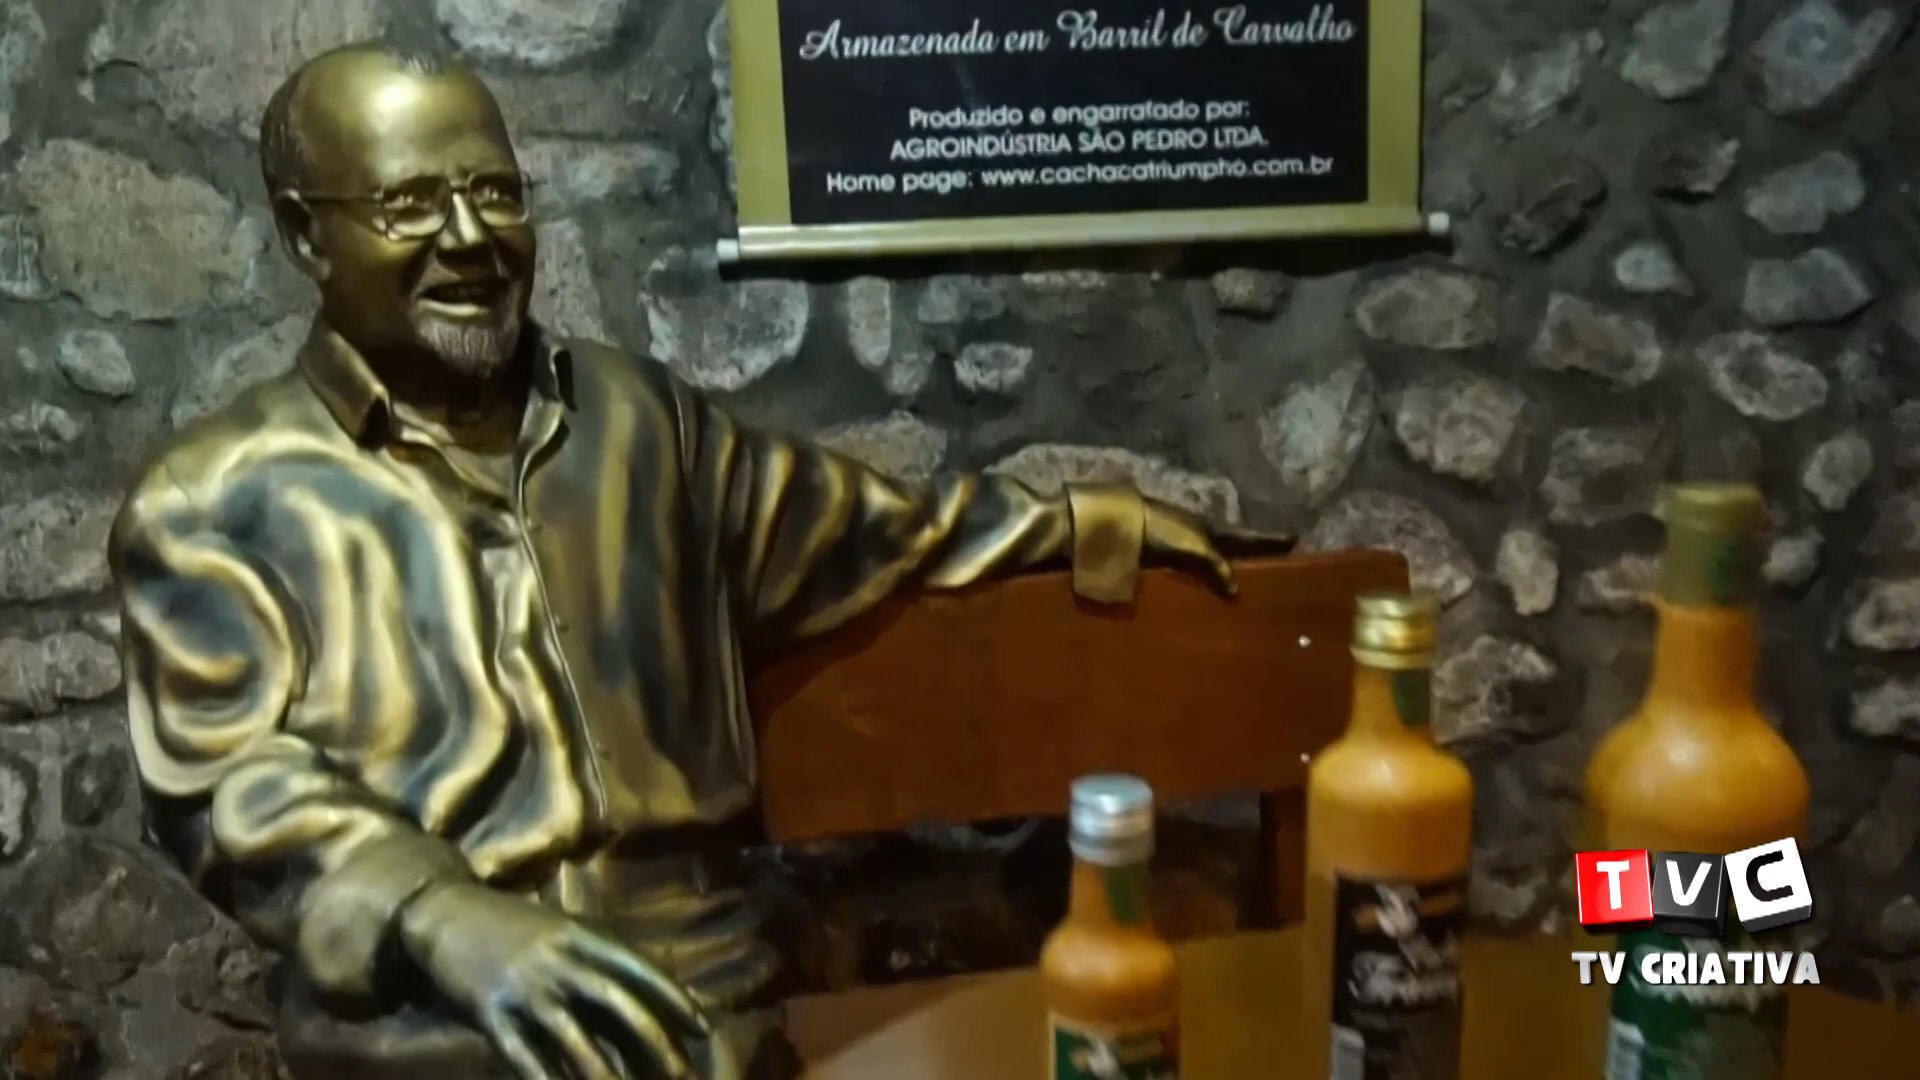 Armazenada em Barril de Carvalho
Produzido e engarrafado por:
AGROINDÚSTRIA SÃO PEDRO LTDA.
Home page: www.cachacatriumpho.com.br
TVC
TV CRIATIVA